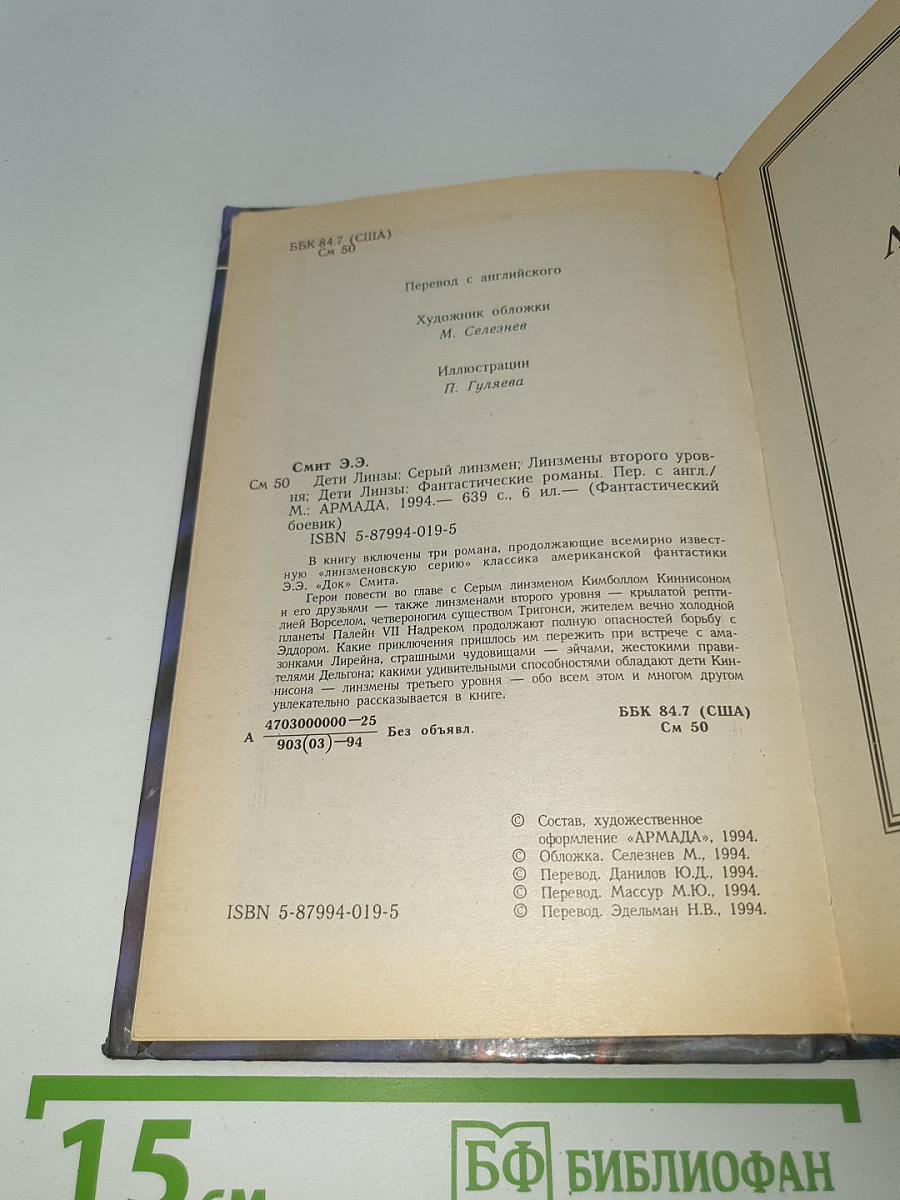 ББК 84.7 (США)
См 50
Перевод с английского
Художник обложки
М. Селезнев
Иллюстрации
П. Гуляева
Смит Э.Э.
См 50 Дети Линзы: Серый линзмен; Линзмены второго уров-
ня; Дети Линзы: Фантастические романы. Пер. с англ./
М.: АРМАДА, 1994.— 639 с., 6 ил.— (Фантастический
боевик)
ISBN 5-87994-019-5
В книгу включены три романа, продолжающие всемирно извест-
ную «линзменовскую серию» классика американской фантастики
Э.Э. «Док» Смита.
Герои повести во главе с Серым линзменом Кимболлом Киннисоном
и его друзьями — также линзменами второго уровня — крылатой репти-
лией Ворселом, четвероногим существом Тригонси, жителем вечно холодной
планеты Палейн VII Надреком продолжают полную опасностей борьбу с
Эддором. Какие приключения пришлось им пережить при встрече с ама-
зонками Лирейна, страшными чудовищами — эйчами, жестокими прави-
телями Дельгона; какими удивительными способностями обладают дети Кин-
нисона — линзмены третьего уровня — обо всем этом и многом другом
увлекательно рассказывается в книге.
А 4703000000—25
903(03)—94 Без объявл.
ББК 84.7 (США)
См 50
© Состав, художественное
оформление «АРМАДА», 1994.
© Обложка. Селезнев М., 1994.
© Перевод. Данилов Ю.Д., 1994.
© Перевод. Массур М.Ю., 1994.
© Перевод. Эдельман Н.В., 1994.
ISBN 5-87994-019-5
15 см
БФ БИБЛИОФАН